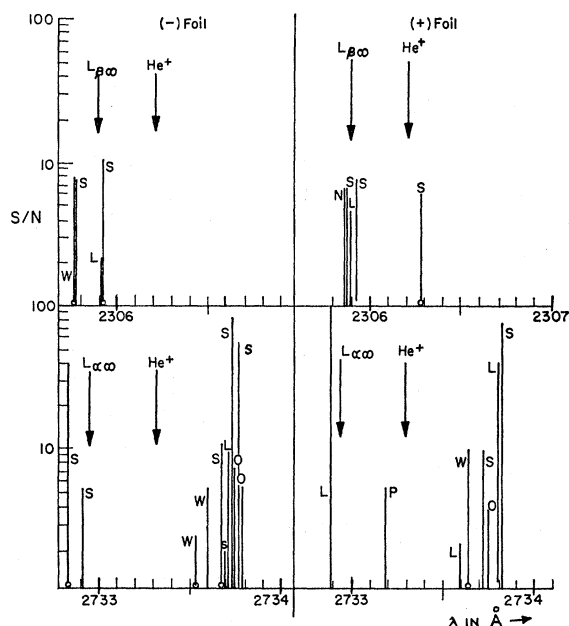 (-) Foil (+) Foil
100
Lβ∞ He+ Lβ∞ He+
10
S S N S S L S
S/N
W L
100
2306 2306 2307
S S
Lα∞ He+ Lα∞ He+ S
L
10
S S S L O O W S
S W L P O
W S L
2733 2734 2733 2734
λ IN Å →